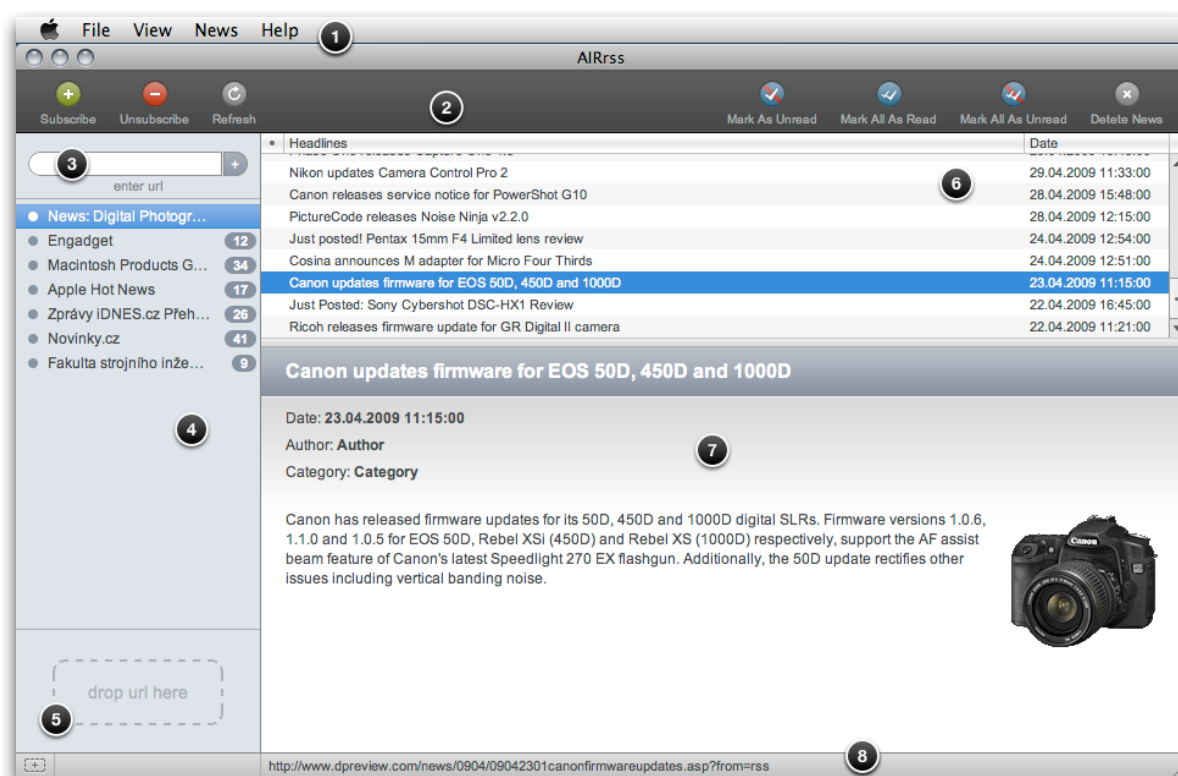 File View News Help
1
AIRrss
Subscribe Unsubscribe Refresh
2
Mark As Unread Mark All As Read Mark All As Unread Detete News
3
+
enter url
News: Digital Photogr...
Engadget 12
Macintosh Products G... 34
Apple Hot News 17
Zprávy iDNES.cz Přeh... 26
Novinky.cz 41
Fakulta strojního inže... 9
4
drop url here
5
Headlines Date
Nikon updates Camera Control Pro 2 29.04.2009 11:33:00
6
Canon releases service notice for PowerShot G10 28.04.2009 15:48:00
PictureCode releases Noise Ninja v2.2.0 28.04.2009 12:15:00
Just posted! Pentax 15mm F4 Limited lens review 24.04.2009 12:54:00
Cosina announces M adapter for Micro Four Thirds 24.04.2009 12:51:00
Canon updates firmware for EOS 50D, 450D and 1000D 23.04.2009 11:15:00
Just Posted: Sony Cybershot DSC-HX1 Review 22.04.2009 16:45:00
Ricoh releases firmware update for GR Digital II camera 22.04.2009 11:21:00
Canon updates firmware for EOS 50D, 450D and 1000D
Date: 23.04.2009 11:15:00
Author: Author
7
Category: Category
Canon has released firmware updates for its 50D, 450D and 1000D digital SLRs. Firmware versions 1.0.6,
1.1.0 and 1.0.5 for EOS 50D, Rebel XSi (450D) and Rebel XS (1000D) respectively, support the AF assist
beam feature of Canon's latest Speedlight 270 EX flashgun. Additionally, the 50D update rectifies other
issues including vertical banding noise.
Canon
http://www.dpreview.com/news/0904/09042301canonfirmwareupdates.asp?from=rss
8